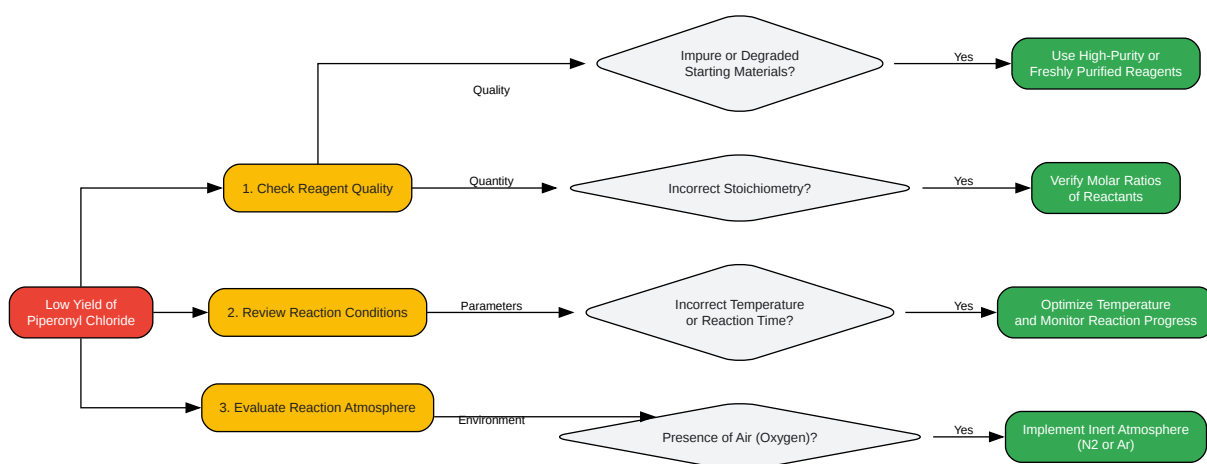 Impure or Degraded
Starting Materials?
Yes
Use High-Purity or
Freshly Purified Reagents
Quality
1. Check Reagent Quality
Quantity
Incorrect Stoichiometry?
Yes
Verify Molar Ratios
of Reactants
Low Yield of
Piperonyl Chloride
2. Review Reaction Conditions
Parameters
Incorrect Temperature
or Reaction Time?
Yes
Optimize Temperature
and Monitor Reaction Progress
3. Evaluate Reaction Atmosphere
Environment
Presence of Air (Oxygen)?
Yes
Implement Inert Atmosphere
(N2 or Ar)